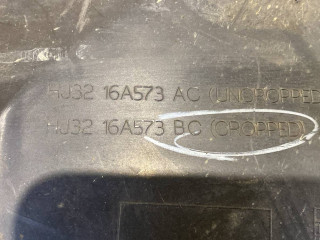 HJ32 16A573 AC (UNCROPPED
HJ32 16A573 BC (CROPPED)